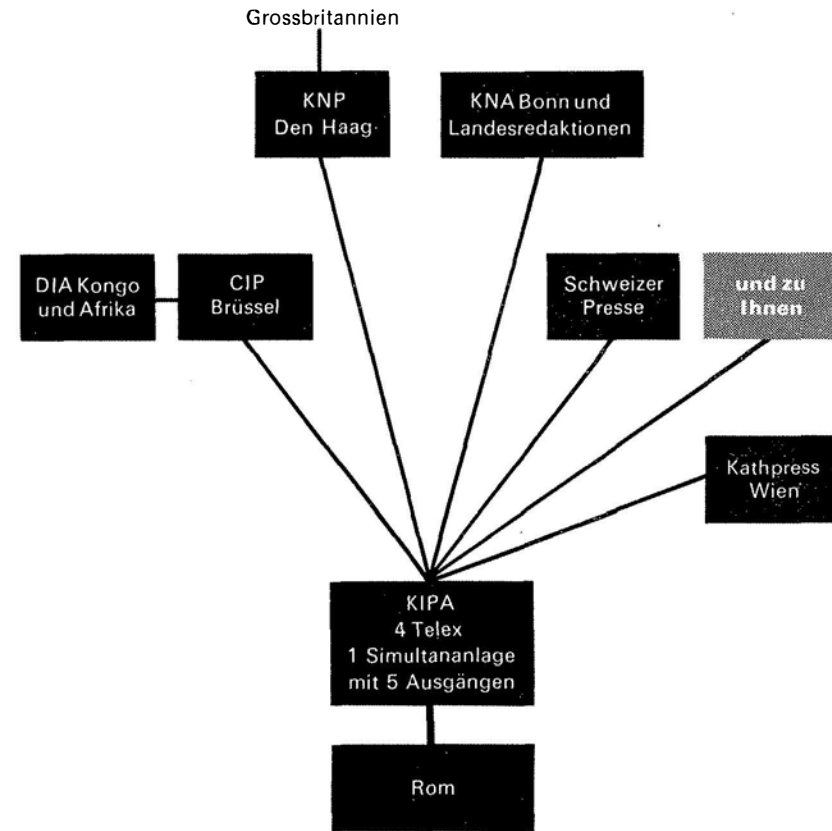 Grossbritannien
KNP
Den Haag
KNA Bonn und
Landesredaktionen
DIA Kongo
und Afrika
CIP
Brüssel
Schweizer
Presse
und zu
Ihnen
Kathpress
Wien
KIPA
4 Telex
1 Simultananlage
mit 5 Ausgängen
Rom